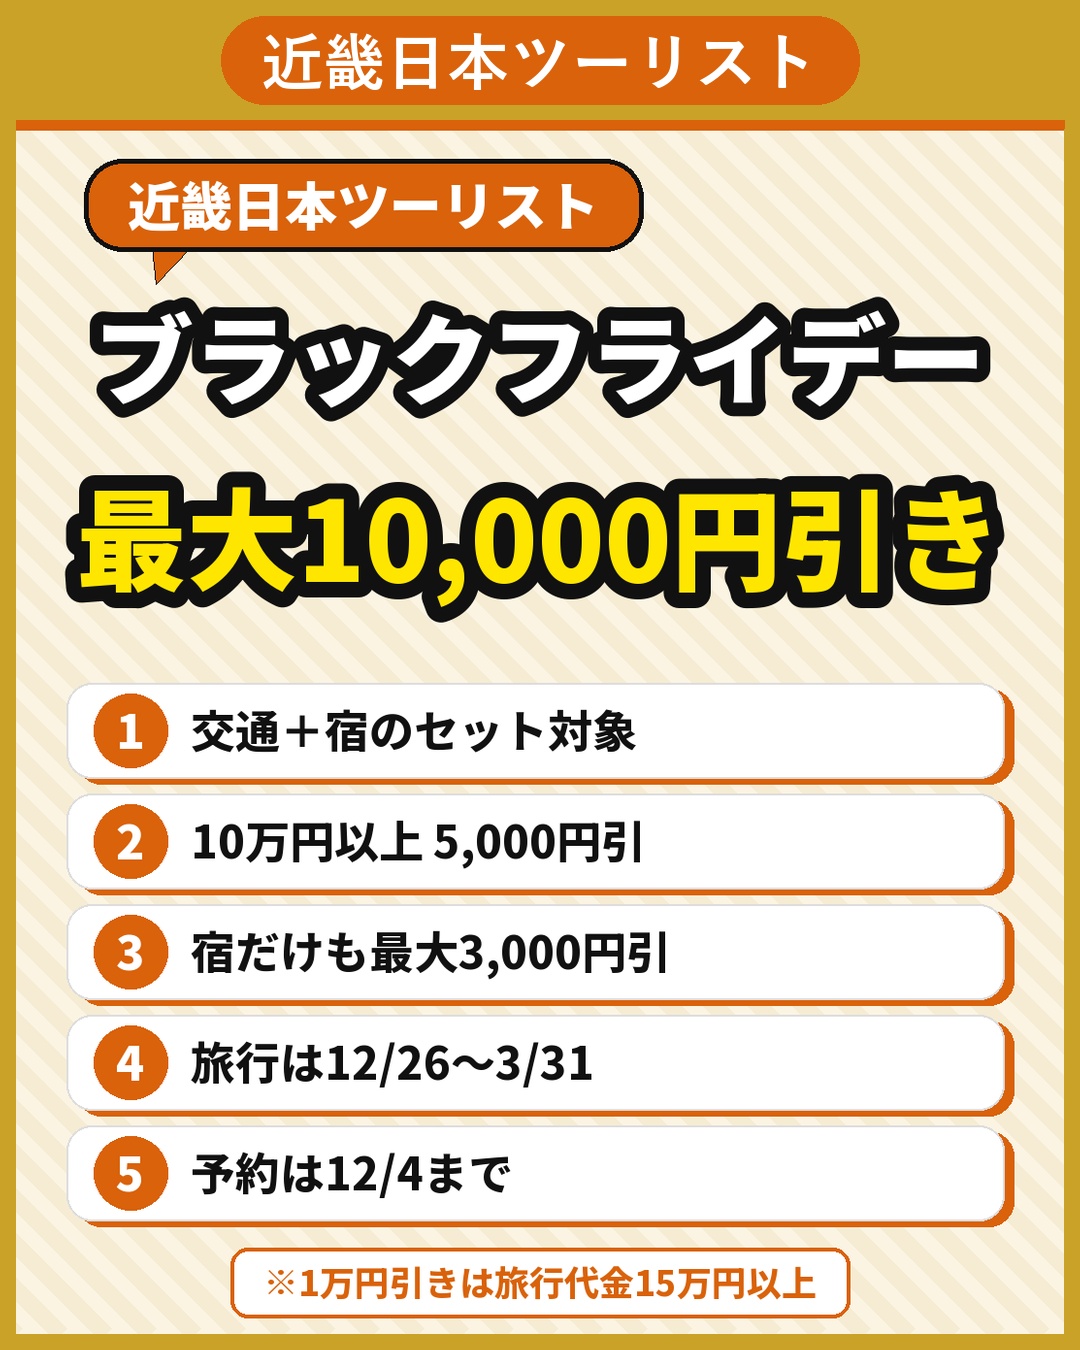 近畿日本ツーリスト
近畿日本ツーリスト
ブラックフライデー
最大10,000円引き
1 交通＋宿のセット対象
2 10万円以上 5,000円引
3 宿だけも最大3,000円引
4 旅行は12/26〜3/31
5 予約は12/4まで
※1万円引きは旅行代金15万円以上